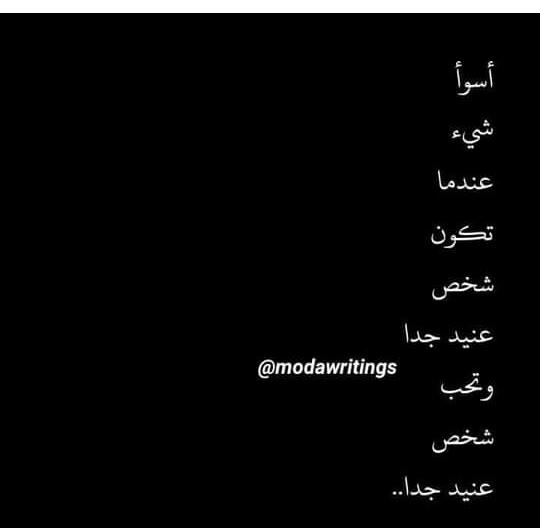 أسوأ
شيء
عندما
تكون
شخص
عنيد جدا
@modawritings
وتحب
شخص
عنيد جدا..